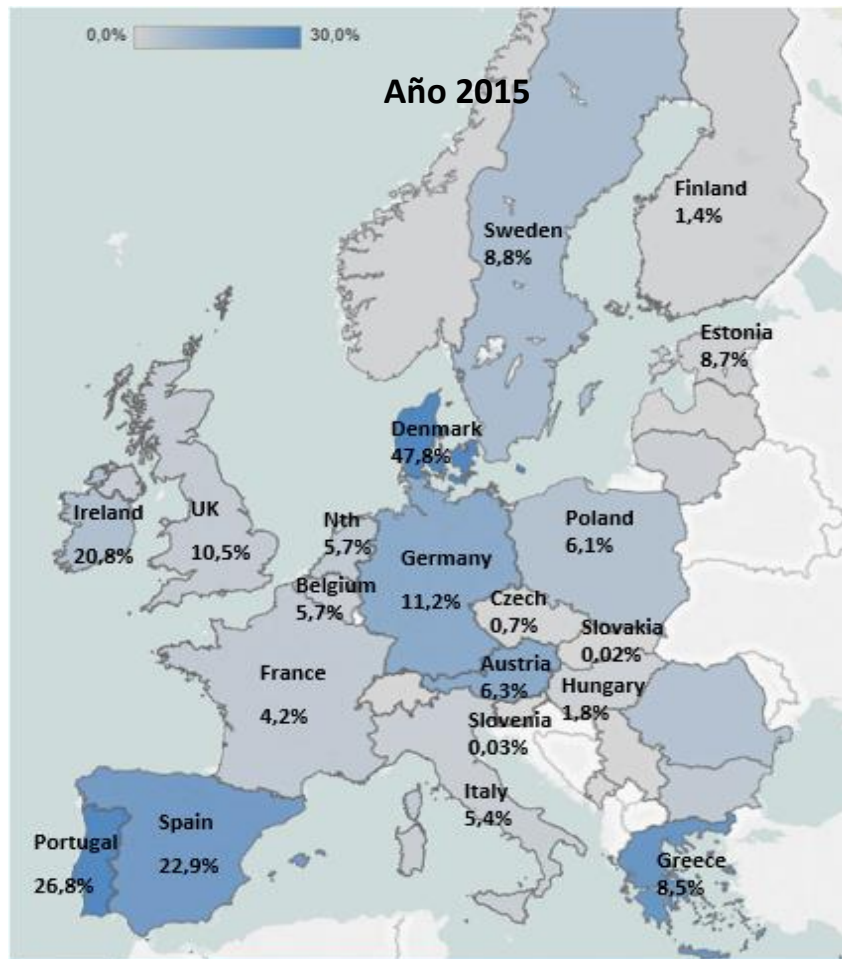 0,0% 30,0%
Año 2015
Finland
1,4%
Sweden
8,8%
Estonia
8,7%
Denmark
47,8%
Ireland
20,8%
UK
10,5%
Nth
5,7%
Poland
6,1%
Germany
11,2%
Belgium
5,7%
Czech
0,7%
Slovakia
0,02%
France
4,2%
Austria
6,3%
Hungary
1,8%
Slovenia
0,03%
Italy
5,4%
Spain
22,9%
Portugal
26,8%
Greece
8,5%